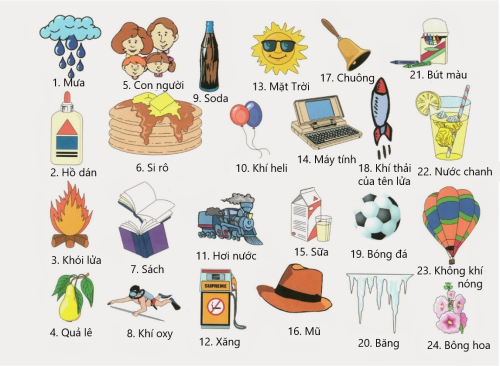 1. Mưa
2. Hồ dán
3. Khói lửa
4. Quả lê
5. Con người
6. Si rô
7. Sách
8. Khí oxy
9. Soda
10. Khí heli
11. Hơi nước
12. Xăng
SUPREME
13. Mặt Trời
14. Máy tính
15. Sữa
16. Mũ
17. Chuông
18. Khí thải
của tên lửa
19. Bóng đá
20. Băng
21. Bút màu
22. Nước chanh
23. Không khí
nóng
24. Bông hoa